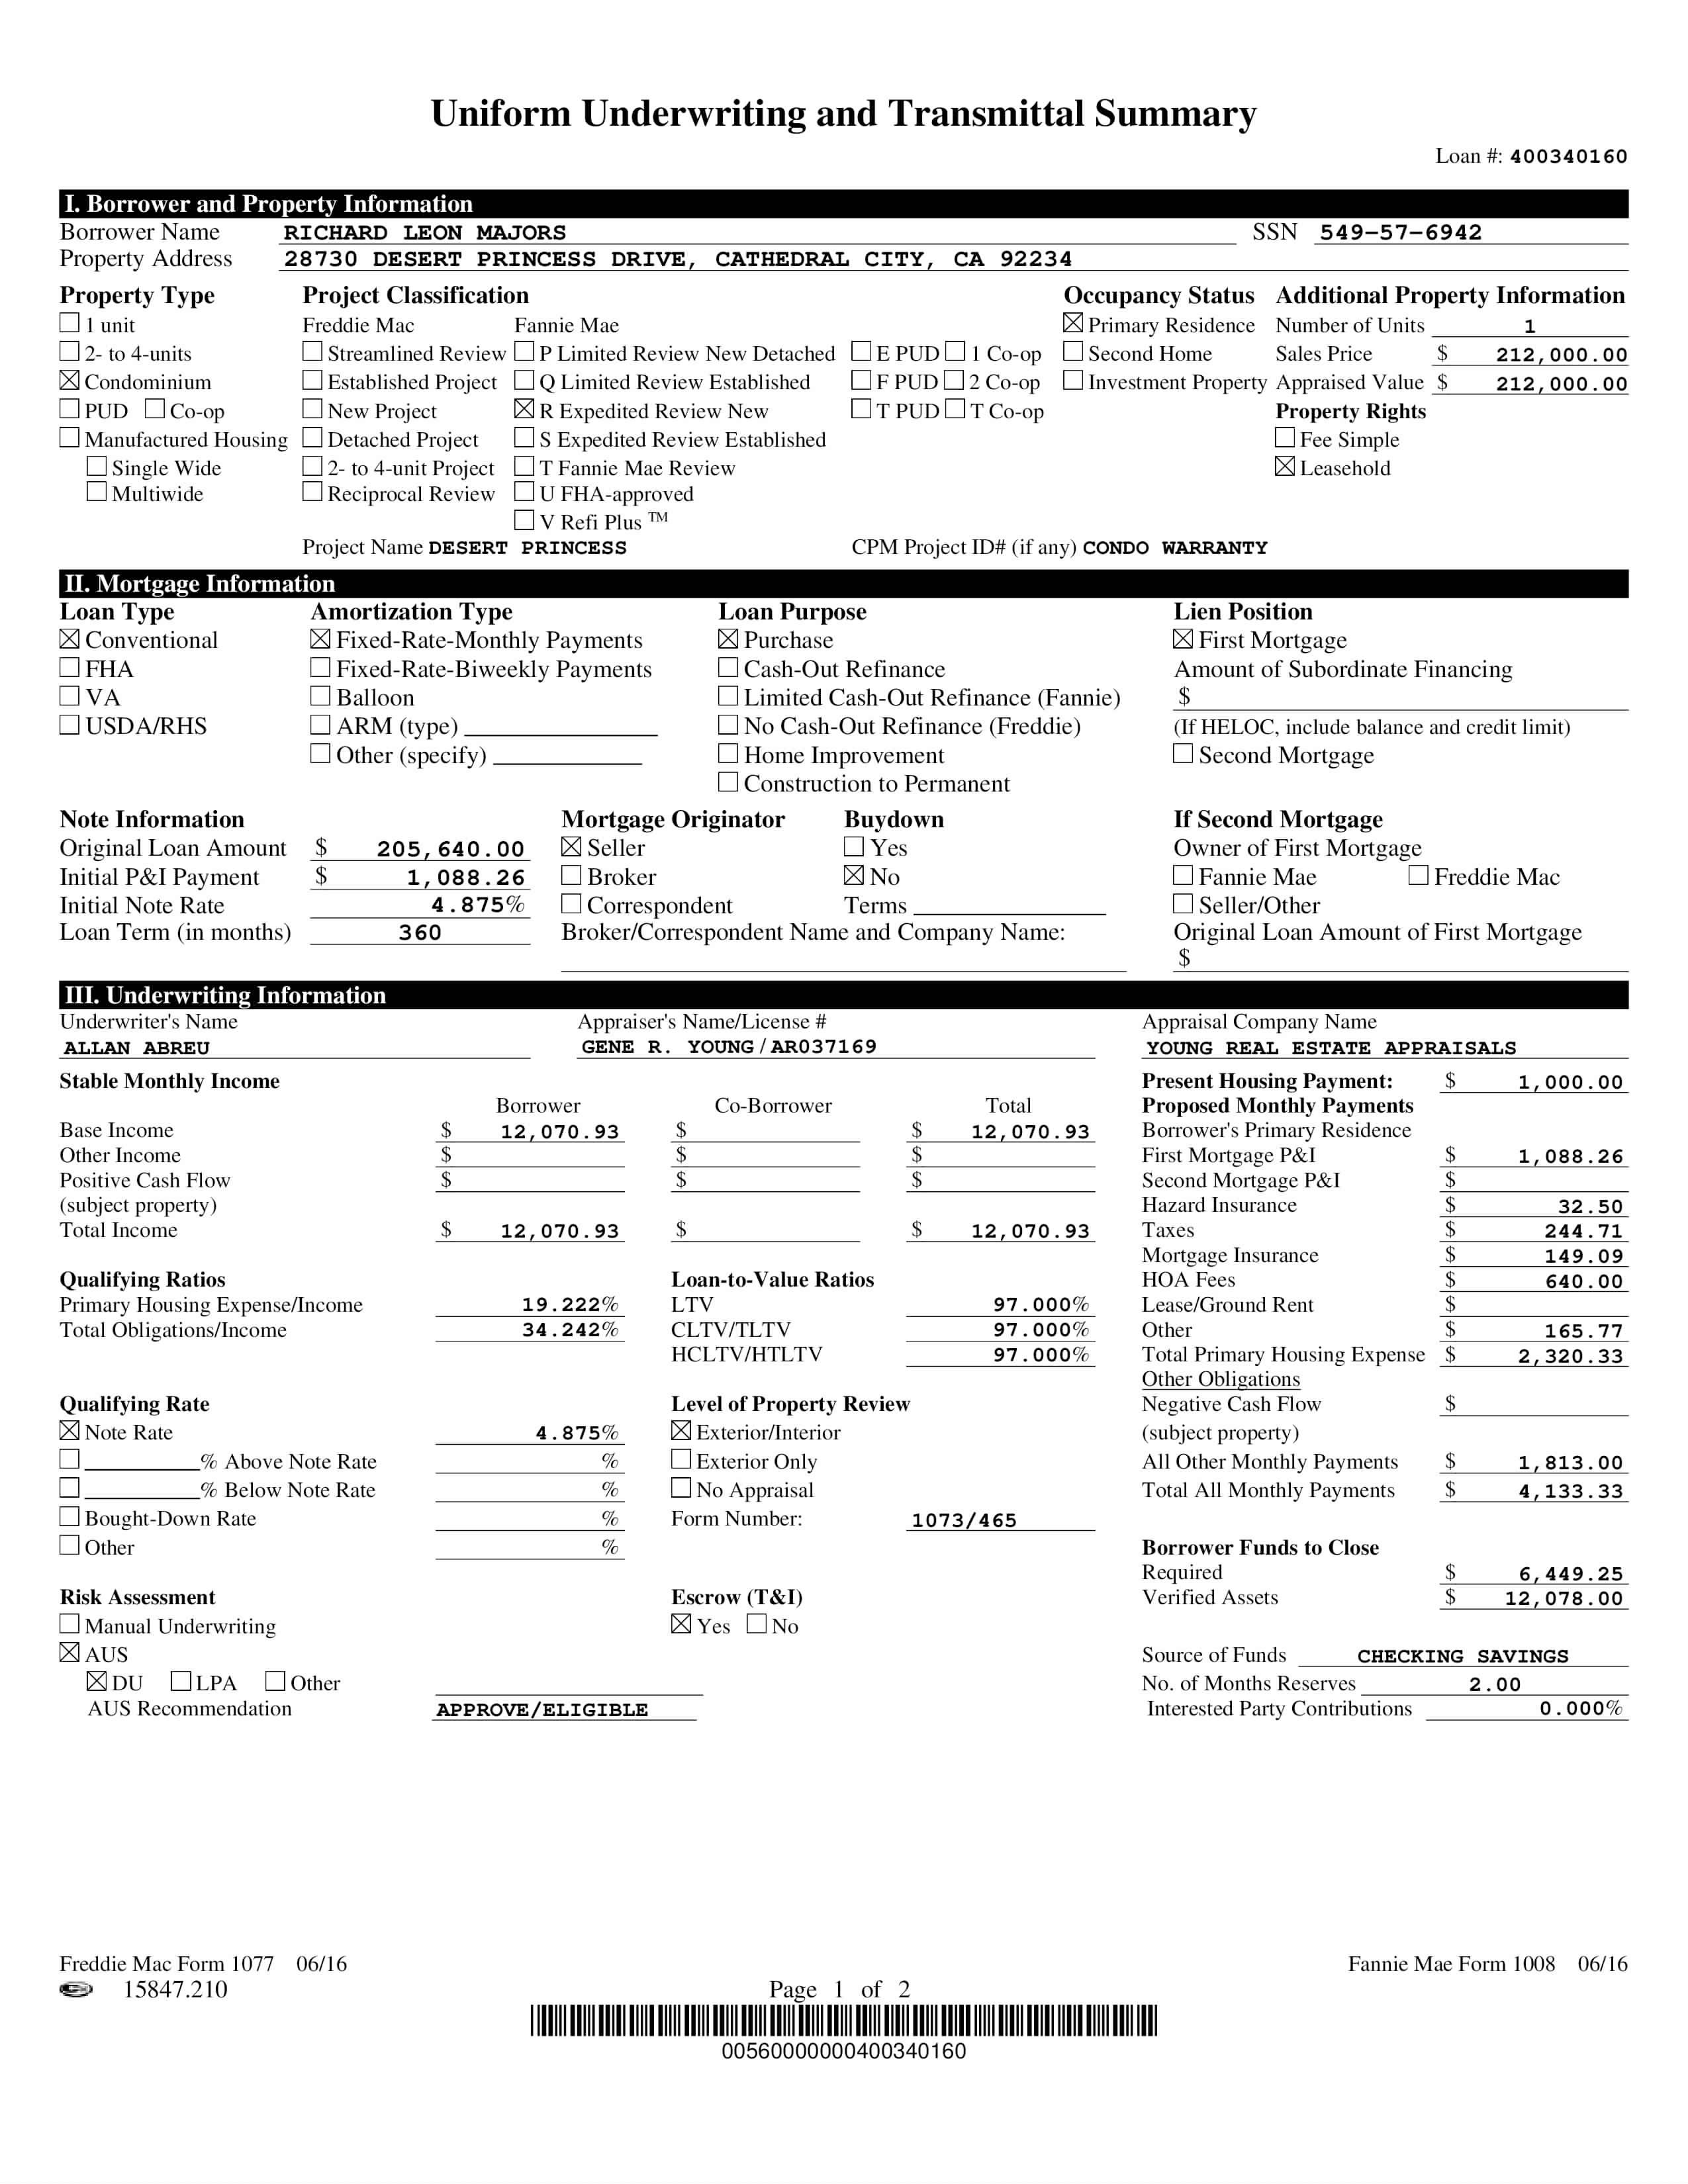 Uniform Underwriting and Transmittal Summary
Loan #: 400340160
I. Borrower and Property Information
Borrower Name RICHARD LEON MAJORS SSN 549-57-6942
Property Address 28730 DESERT PRINCESS DRIVE, CATHEDRAL CITY, CA 92234
Property Type Project Classification Occupancy Status Additional Property Information
☐ 1 unit Freddie Mac Fannie Mae ☒ Primary Residence Number of Units 1
☐ 2- to 4-units ☐ Streamlined Review ☐ P Limited Review New Detached ☐ E PUD ☐ 1 Co-op ☐ Second Home Sales Price $ 212,000.00
☒ Condominium ☐ Established Project ☐ Q Limited Review Established ☐ F PUD ☐ 2 Co-op ☐ Investment Property Appraised Value $ 212,000.00
☐ PUD ☐ Co-op ☐ New Project ☒ R Expedited Review New ☐ T PUD ☐ T Co-op Property Rights
☐ Manufactured Housing ☐ Detached Project ☐ S Expedited Review Established ☐ Fee Simple
☐ Single Wide ☐ 2- to 4-unit Project ☐ T Fannie Mae Review ☒ Leasehold
☐ Multiwide ☐ Reciprocal Review ☐ U FHA-approved
☐ V Refi Plus TM
Project Name DESERT PRINCESS CPM Project ID# (if any) CONDO WARRANTY
II. Mortgage Information
Loan Type Amortization Type Loan Purpose Lien Position
☒ Conventional ☒ Fixed-Rate-Monthly Payments ☒ Purchase ☒ First Mortgage
☐ FHA ☐ Fixed-Rate-Biweekly Payments ☐ Cash-Out Refinance Amount of Subordinate Financing
☐ VA ☐ Balloon ☐ Limited Cash-Out Refinance (Fannie) $
☐ USDA/RHS ☐ ARM (type) ☐ No Cash-Out Refinance (Freddie) (If HELOC, include balance and credit limit)
☐ Other (specify) ☐ Home Improvement ☐ Second Mortgage
☐ Construction to Permanent
Note Information Mortgage Originator Buydown If Second Mortgage
Original Loan Amount $ 205,640.00 ☒ Seller ☐ Yes Owner of First Mortgage
Initial P&I Payment $ 1,088.26 ☐ Broker ☒ No ☐ Fannie Mae ☐ Freddie Mac
Initial Note Rate 4.875% ☐ Correspondent Terms ☐ Seller/Other
Loan Term (in months) 360 Broker/Correspondent Name and Company Name: Original Loan Amount of First Mortgage
$
III. Underwriting Information
Underwriter's Name Appraiser's Name/License # Appraisal Company Name
ALLAN ABREU GENE R. YOUNG / AR037169 YOUNG REAL ESTATE APPRAISALS
Stable Monthly Income Present Housing Payment: $ 1,000.00
Borrower Co-Borrower Total Proposed Monthly Payments
Base Income $ 12,070.93 $ $ 12,070.93 Borrower's Primary Residence
Other Income $ $ $ First Mortgage P&I $ 1,088.26
Positive Cash Flow $ $ $ Second Mortgage P&I $
(subject property) Hazard Insurance $ 32.50
Total Income $ 12,070.93 $ $ 12,070.93 Taxes $ 244.71
Mortgage Insurance $ 149.09
Qualifying Ratios Loan-to-Value Ratios HOA Fees $ 640.00
Primary Housing Expense/Income 19.222% LTV 97.000% Lease/Ground Rent $
Total Obligations/Income 34.242% CLTV/TLTV 97.000% Other $ 165.77
HCLTV/HTLTV 97.000% Total Primary Housing Expense $ 2,320.33
Other Obligations
Qualifying Rate Level of Property Review Negative Cash Flow $
☒ Note Rate 4.875% ☒ Exterior/Interior (subject property)
☐ % Above Note Rate % ☐ Exterior Only All Other Monthly Payments $ 1,813.00
☐ % Below Note Rate % ☐ No Appraisal Total All Monthly Payments $ 4,133.33
☐ Bought-Down Rate % Form Number: 1073/465
☐ Other % Borrower Funds to Close
Required $ 6,449.25
Risk Assessment Escrow (T&I) Verified Assets $ 12,078.00
☐ Manual Underwriting ☒ Yes ☐ No
☒ AUS Source of Funds CHECKING SAVINGS
☒ DU ☐ LPA ☐ Other No. of Months Reserves 2.00
AUS Recommendation APPROVE/ELIGIBLE Interested Party Contributions 0.000%
Freddie Mac Form 1077 06/16 Fannie Mae Form 1008 06/16
15847.210 Page 1 of 2
00560000000400340160